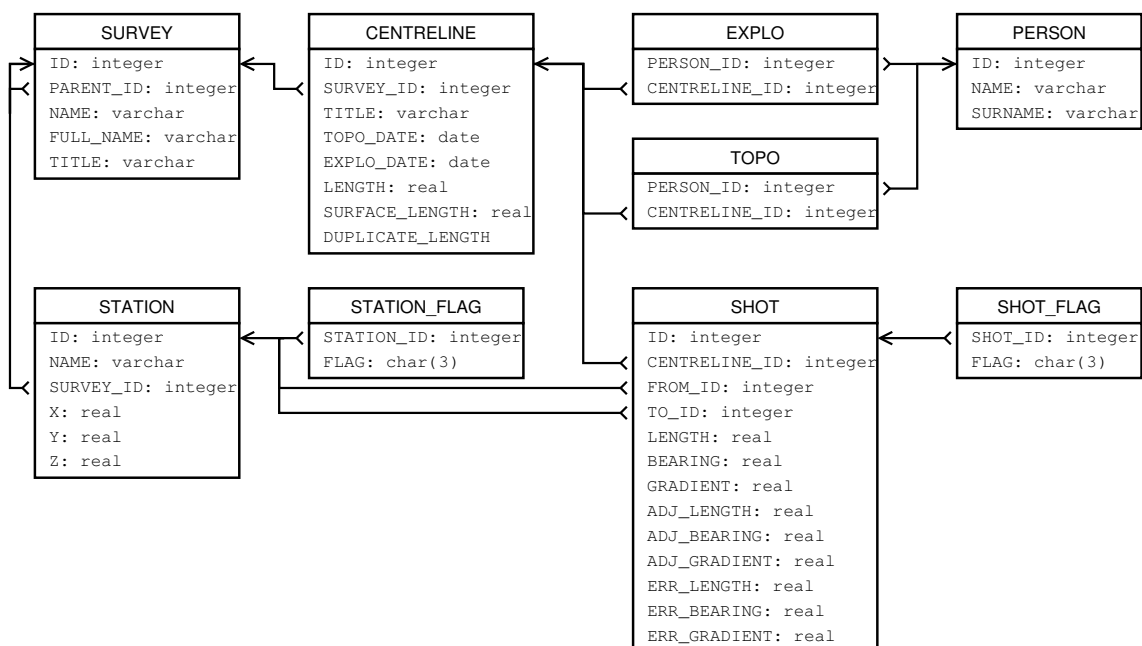 SURVEY
ID: integer
PARENT_ID: integer
NAME: varchar
FULL_NAME: varchar
TITLE: varchar
CENTRELINE
ID: integer
SURVEY_ID: integer
TITLE: varchar
TOPO_DATE: date
EXPLO_DATE: date
LENGTH: real
SURFACE_LENGTH: real
DUPLICATE_LENGTH
EXPLO
PERSON_ID: integer
CENTRELINE_ID: integer
PERSON
ID: integer
NAME: varchar
SURNAME: varchar
TOPO
PERSON_ID: integer
CENTRELINE_ID: integer
STATION
ID: integer
NAME: varchar
SURVEY_ID: integer
X: real
Y: real
Z: real
STATION_FLAG
STATION_ID: integer
FLAG: char(3)
SHOT
ID: integer
CENTRELINE_ID: integer
FROM_ID: integer
TO_ID: integer
LENGTH: real
BEARING: real
GRADIENT: real
ADJ_LENGTH: real
ADJ_BEARING: real
ADJ_GRADIENT: real
ERR_LENGTH: real
ERR_BEARING: real
ERR_GRADIENT: real
SHOT_FLAG
SHOT_ID: integer
FLAG: char(3)